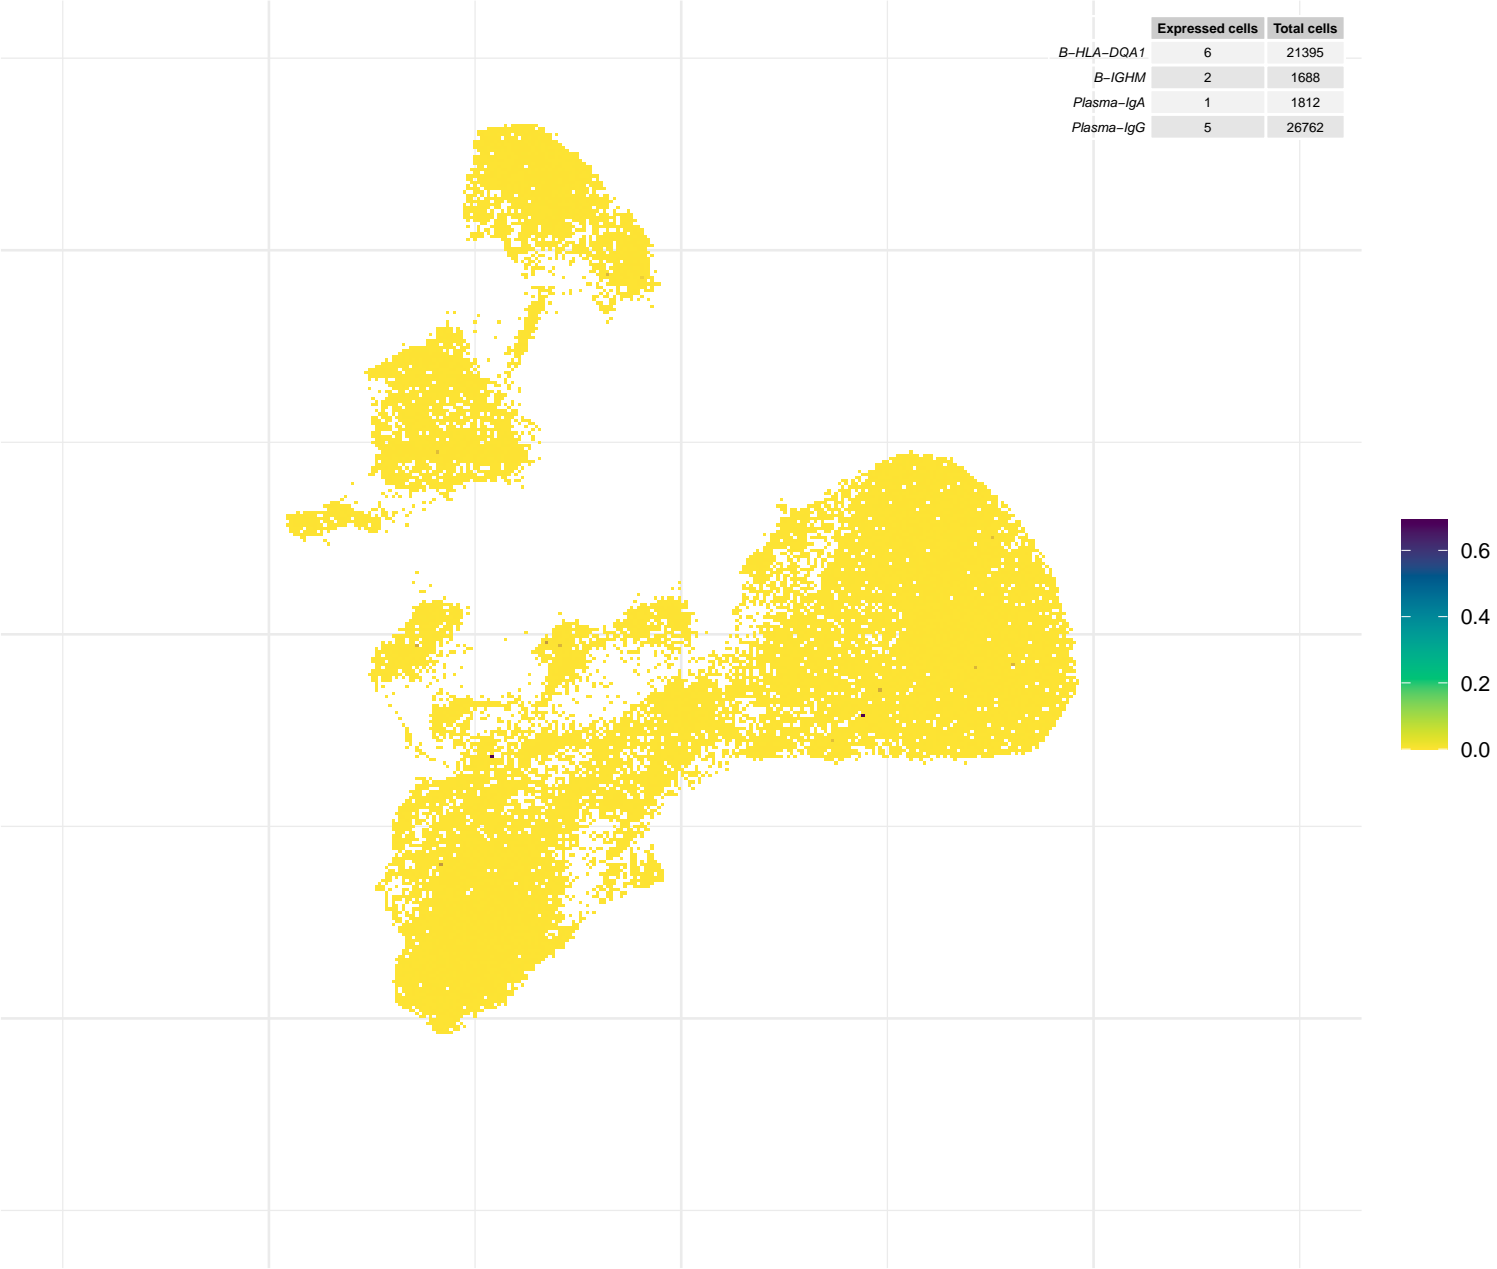 Expressed cells Total cells
B−HLA−DQA1 6 21395
B−IGHM 2 1688
Plasma−IgA 1 1812
Plasma−IgG 5 26762
0.6
0.4
0.2
0.0